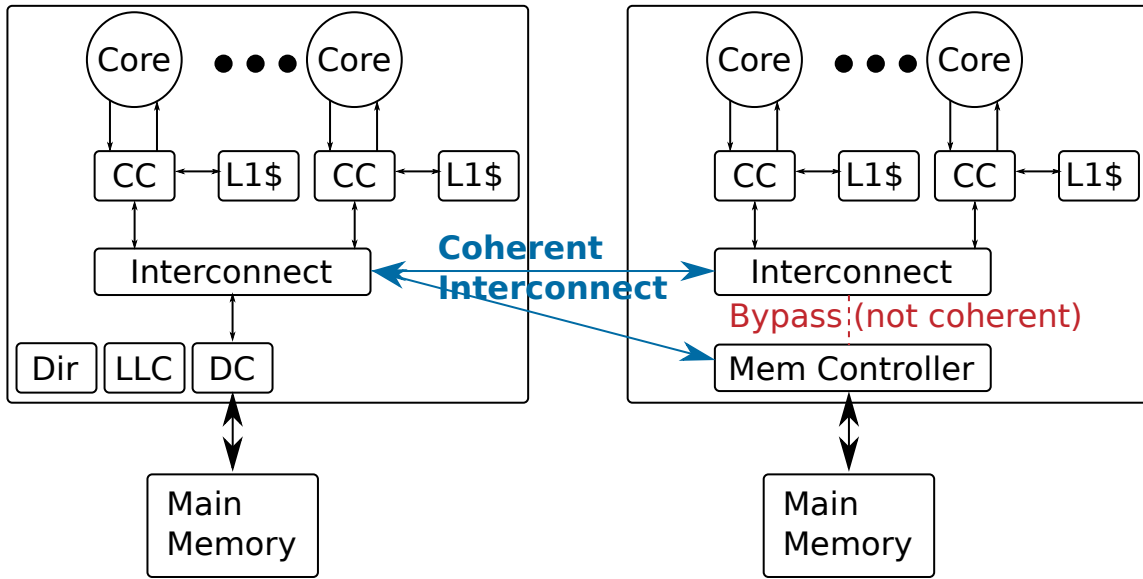 Core
Core
CC
L1$
CC
L1$
Interconnect
Dir
LLC
DC
Main
Memory
Coherent
Interconnect
Core
Core
CC
L1$
CC
L1$
Interconnect
Bypass (not coherent)
Mem Controller
Main
Memory